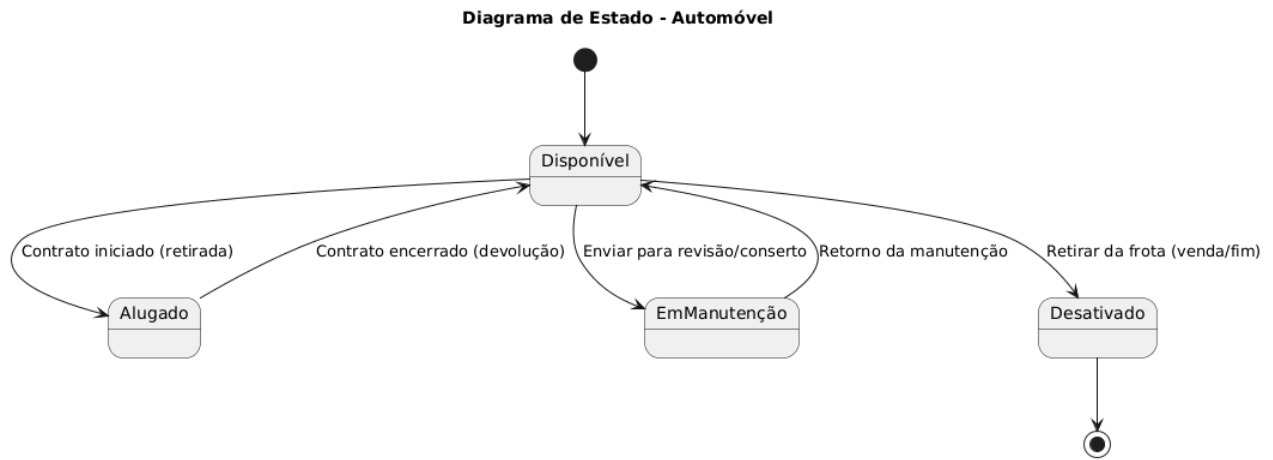 Diagrama de Estado - Automóvel
Disponível
Contrato iniciado (retirada)
Contrato encerrado (devolução)
Enviar para revisão/conserto
Retorno da manutenção
Retirar da frota (venda/fim)
Alugado
EmManutenção
Desativado